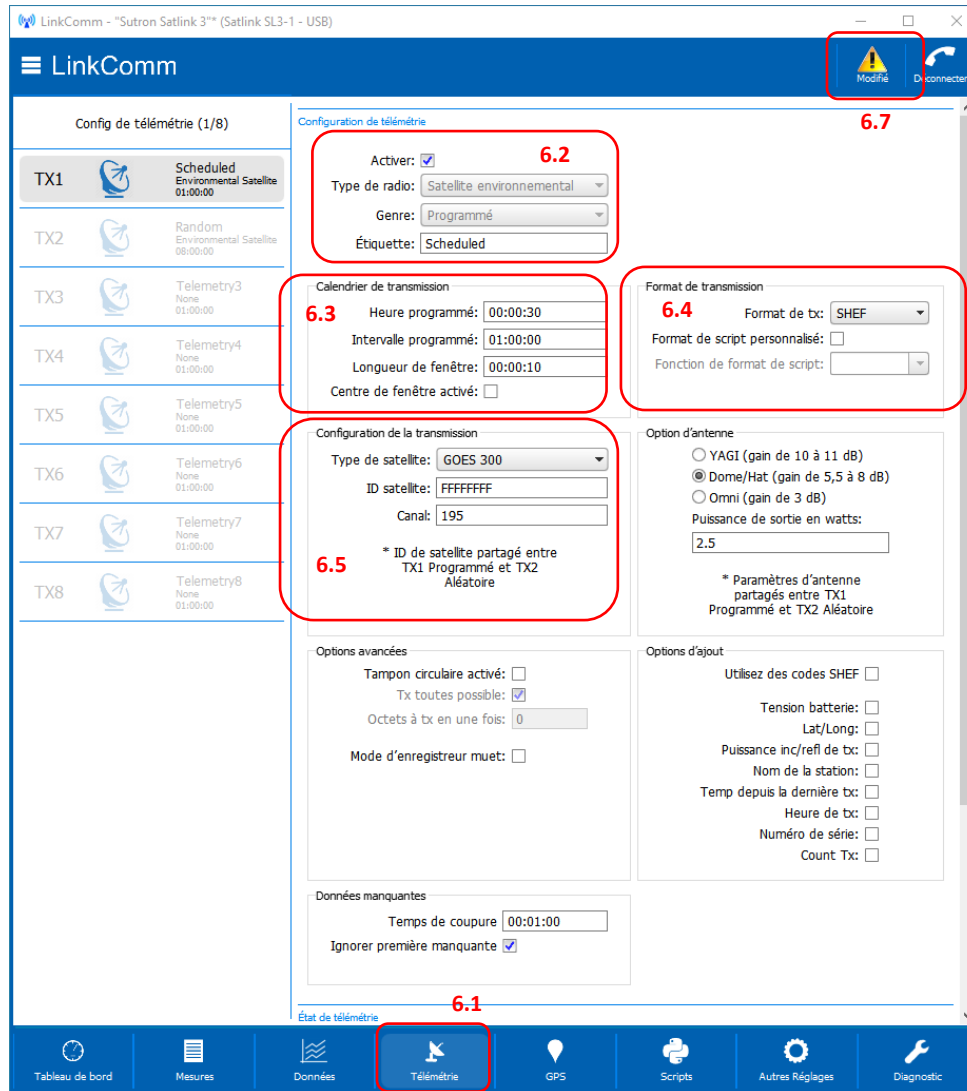 LinkComm - "Sutron Satlink 3"* (Satlink SL3-1 - USB)
LinkComm
Modifié
Déconnecter
6.7
Config de télémétrie (1/8)
TX1
Scheduled
Environmental Satellite
01:00:00
TX2
Random
Environmental Satellite
08:00:00
TX3
Telemetry3
None
01:00:00
TX4
Telemetry4
None
01:00:00
TX5
Telemetry5
None
01:00:00
TX6
Telemetry6
None
01:00:00
TX7
Telemetry7
None
01:00:00
TX8
Telemetry8
None
01:00:00
Configuration de télémétrie
6.2
Activer:
Type de radio: Satellite environnemental
Genre: Programmé
Étiquette: Scheduled
Calendrier de transmission
6.3
Heure programmé: 00:00:30
Intervalle programmé: 01:00:00
Longueur de fenêtre: 00:00:10
Centre de fenêtre activé:
Format de transmission
6.4
Format de tx: SHEF
Format de script personnalisé:
Fonction de format de script:
Configuration de la transmission
Type de satellite: GOES 300
ID satellite: FFFFFFFF
Canal: 195
6.5
* ID de satellite partagé entre
TX1 Programmé et TX2
Aléatoire
Option d'antenne
YAGI (gain de 10 à 11 dB)
Dome/Hat (gain de 5,5 à 8 dB)
Omni (gain de 3 dB)
Puissance de sortie en watts:
2.5
* Paramètres d'antenne
partagés entre TX1
Programmé et TX2 Aléatoire
Options avancées
Tampon circulaire activé:
Tx toutes possible:
Octets à tx en une fois: 0
Mode d'enregistreur muet:
Options d'ajout
Utilisez des codes SHEF
Tension batterie:
Lat/Long:
Puissance inc/refl de tx:
Nom de la station:
Temp depuis la dernière tx:
Heure de tx:
Numéro de série:
Count Tx:
Données manquantes
Temps de coupure 00:01:00
Ignorer première manquante
6.1
État de télémétrie
Tableau de bord
Mesures
Données
Télémétrie
GPS
Scripts
Autres Réglages
Diagnostic